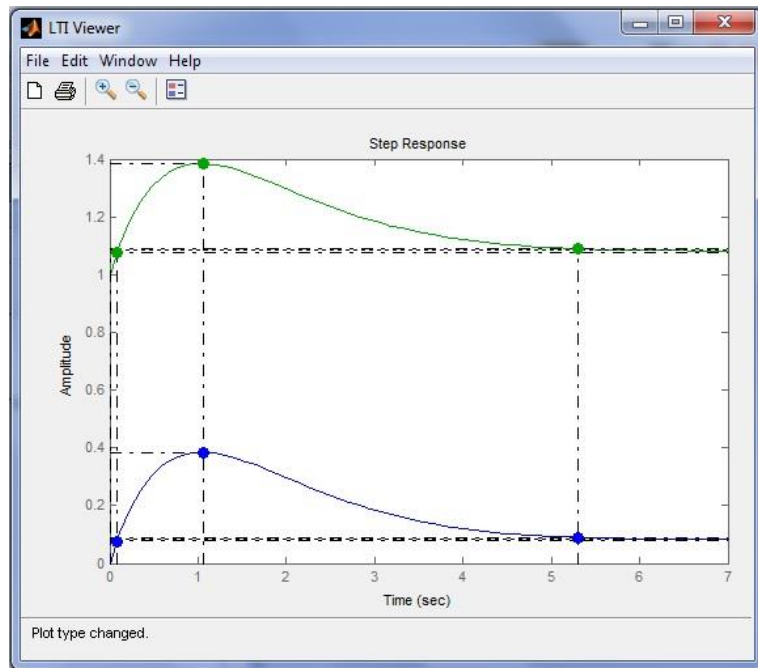 LTI Viewer
File Edit Window Help
Step Response
1.4
1.2
1
0.8
0.6
0.4
0.2
0
Amplitude
0 1 2 3 4 5 6 7
Time (sec)
Plot type changed.